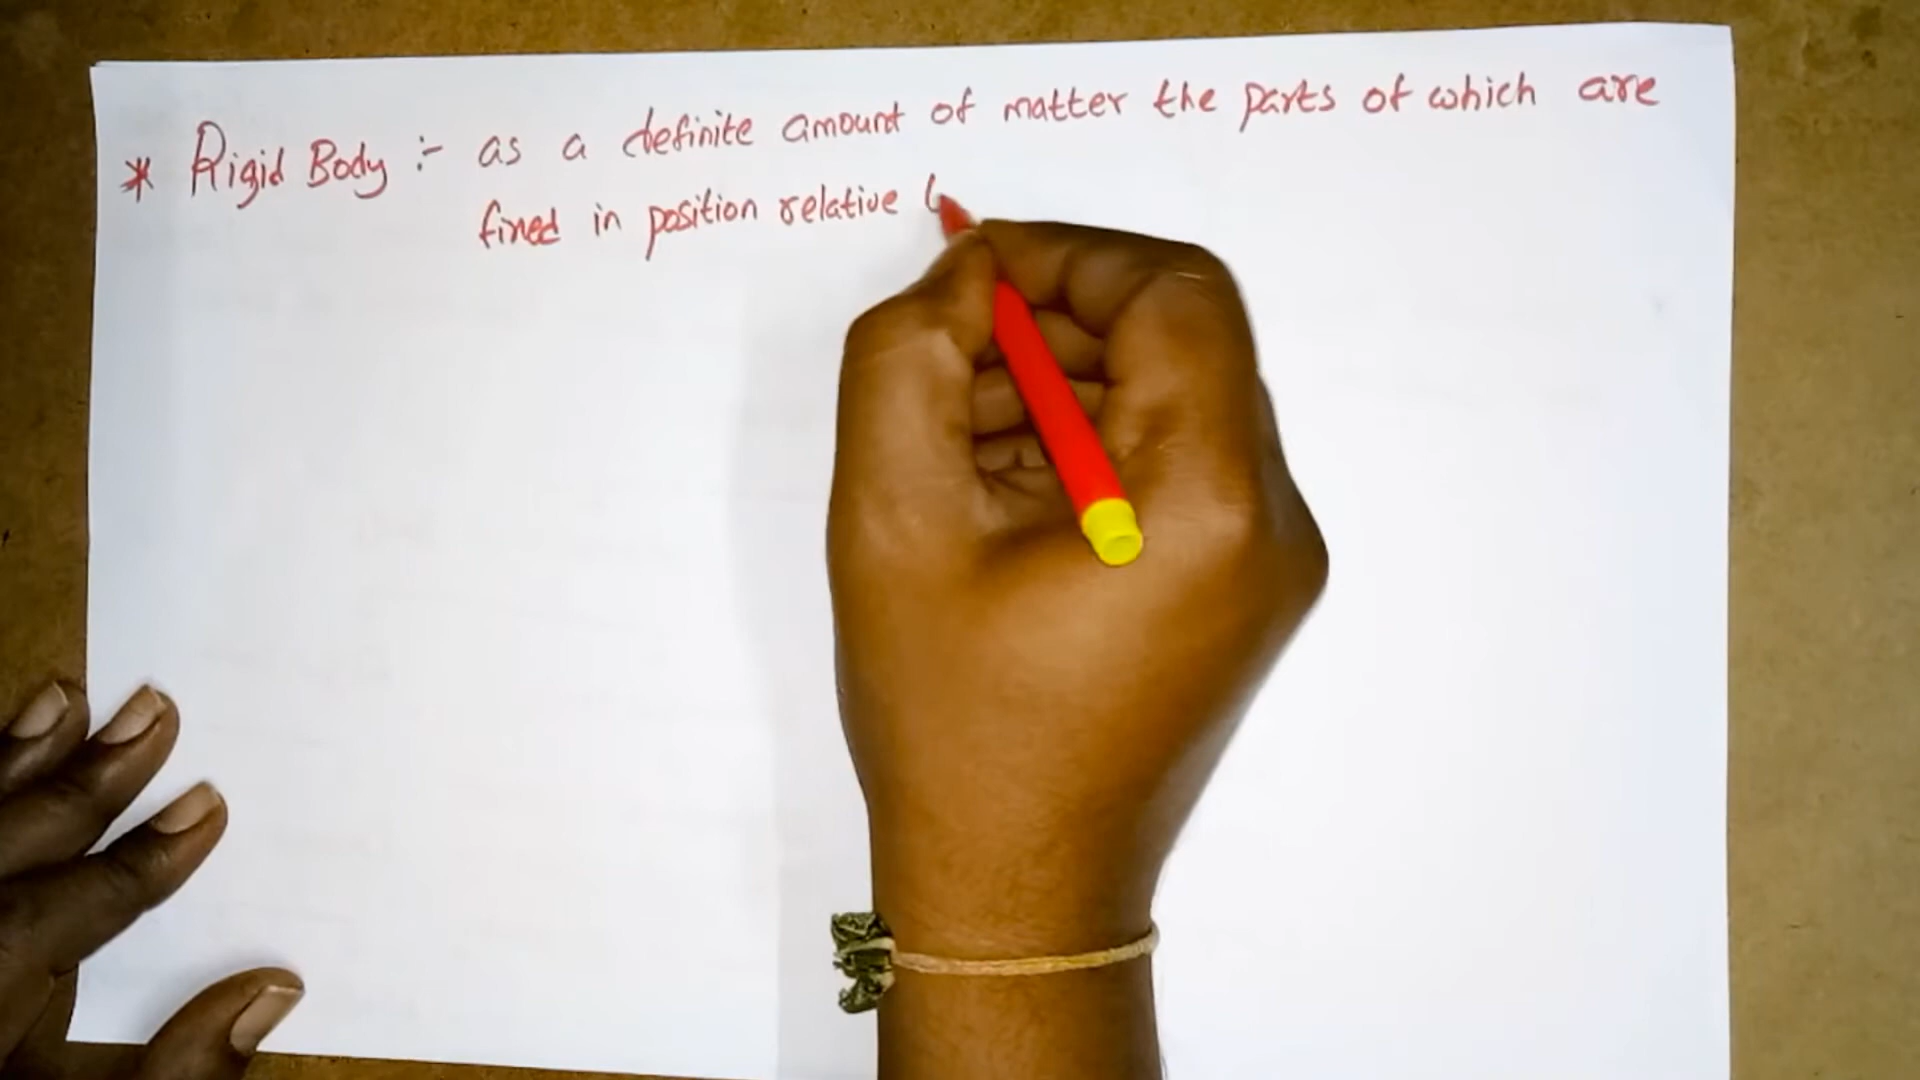 * Rigid Body :- as a definite amount of matter the parts of which are
fixed in position relative